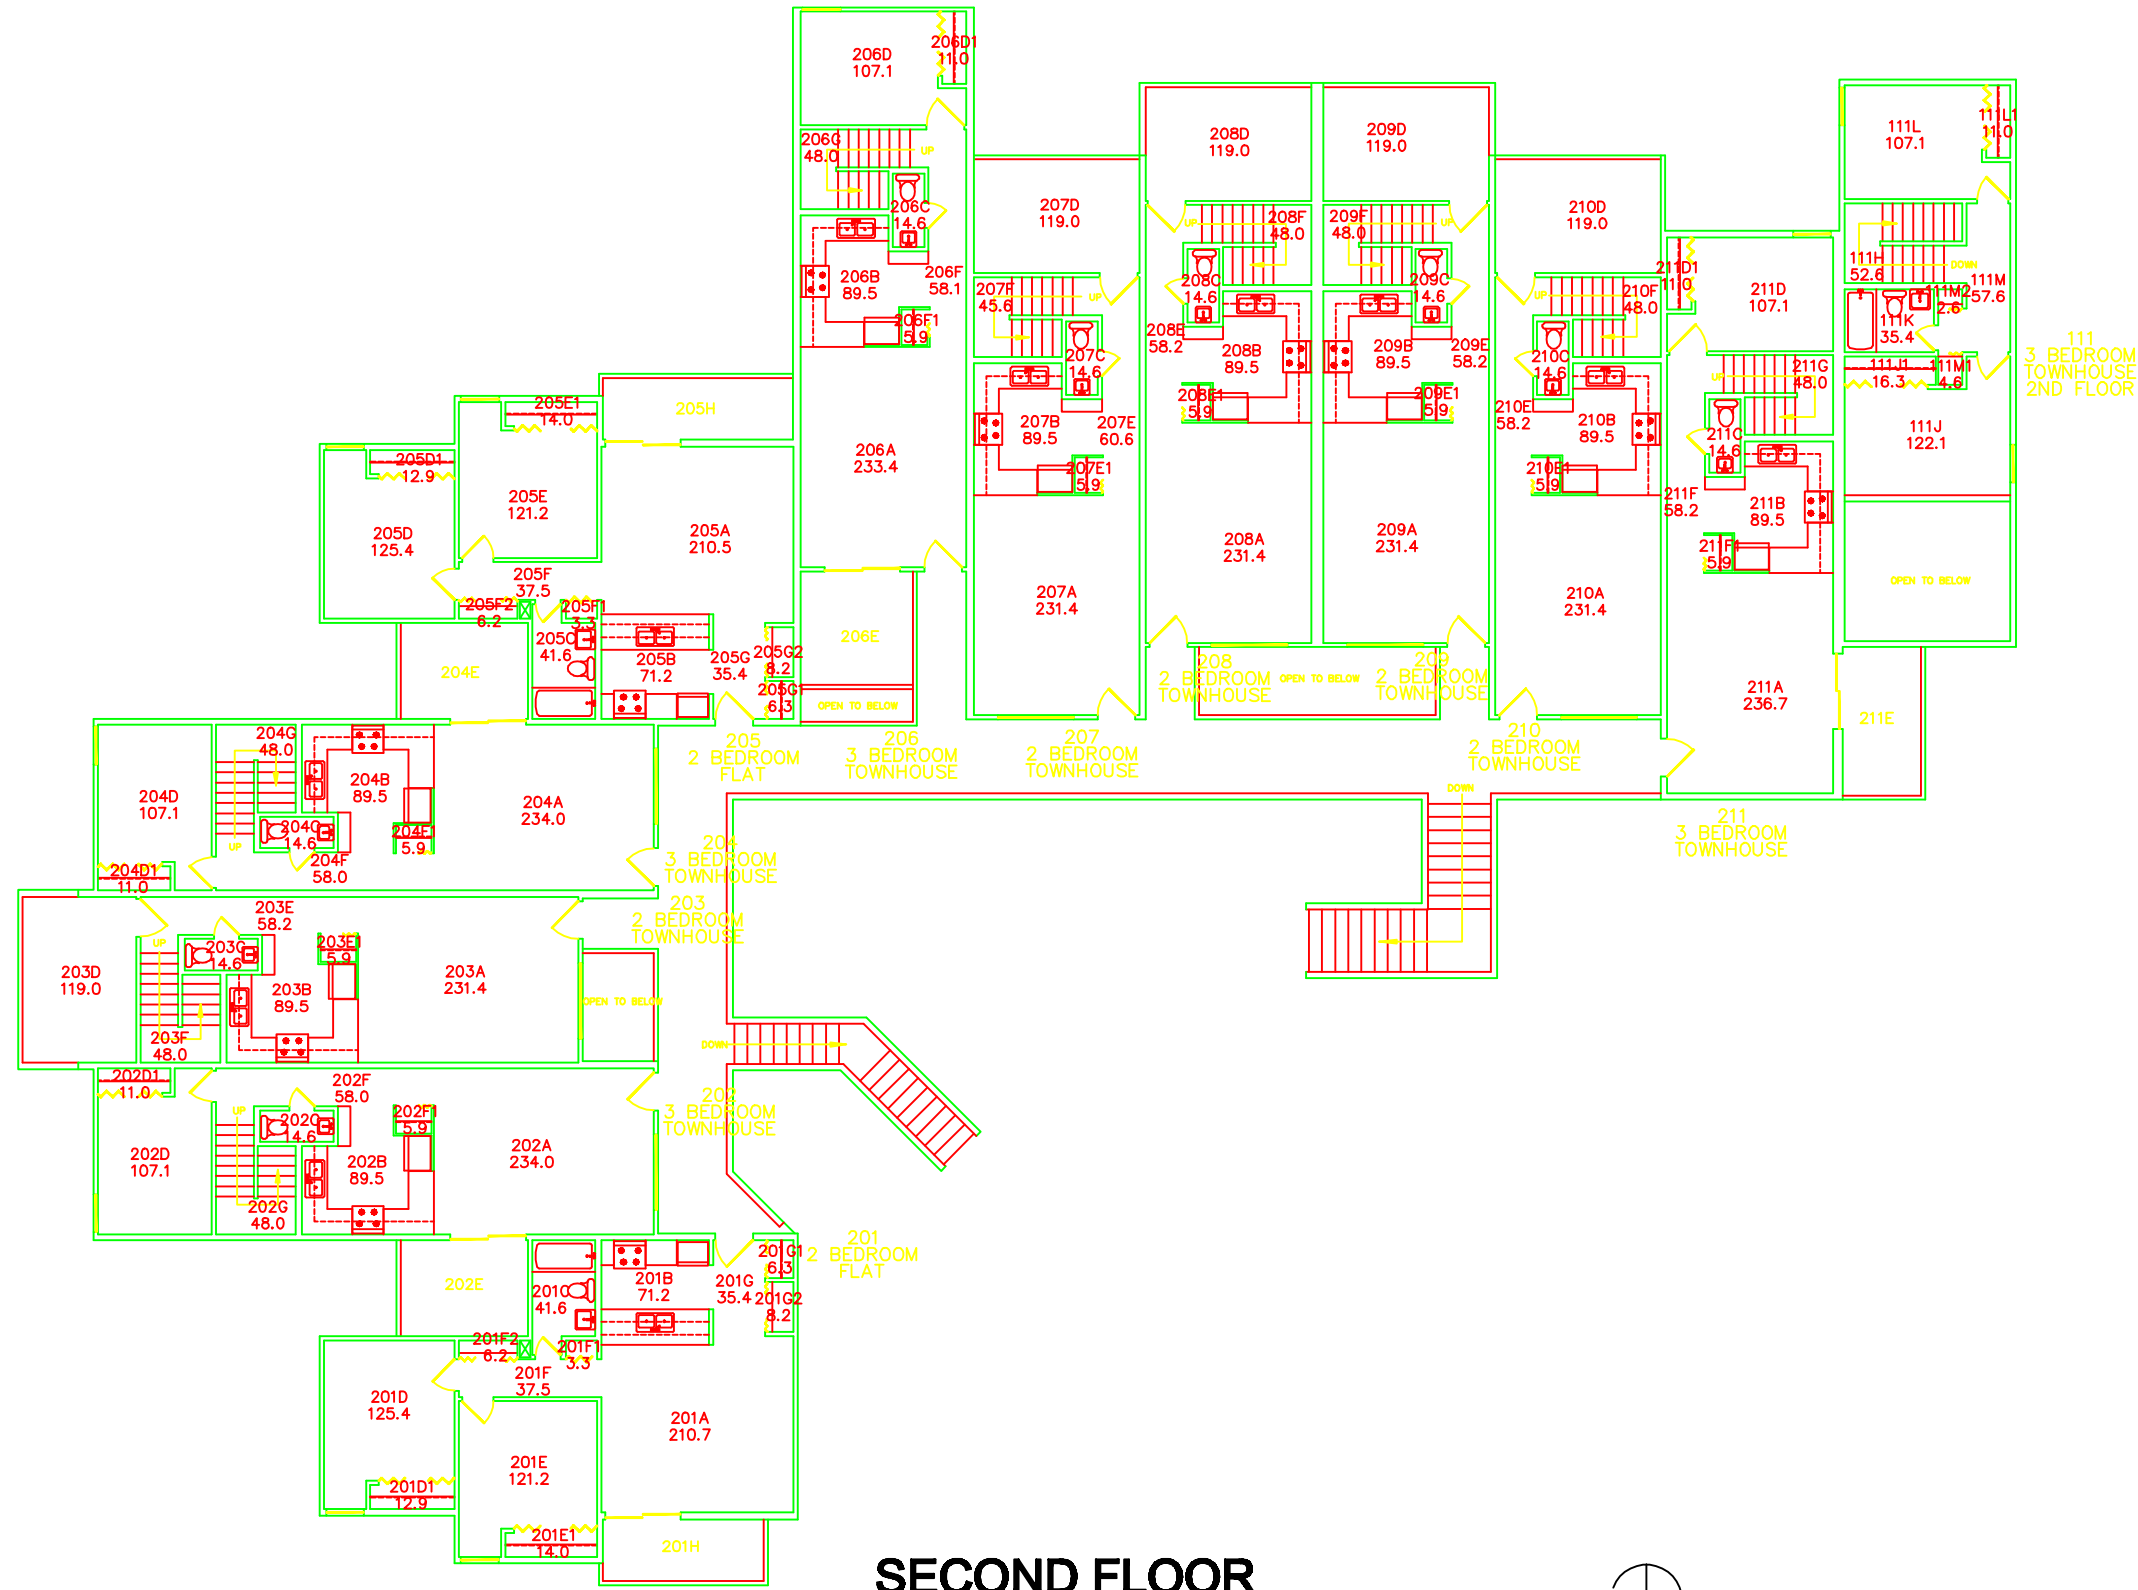 206D
107.1
206D1
11.0
206G
48.0
UP
206C
14.6
206B
89.5
206F
58.1
206F1
5.9
206A
233.4
206E
OPEN TO BELOW
206
3 BEDROOM
TOWNHOUSE
207D
119.0
207F
45.6
UP
207C
14.6
207B
89.5
207E
60.6
207E1
5.9
207A
231.4
207
2 BEDROOM
TOWNHOUSE
208D
119.0
UP
208F
48.0
208C
14.6
208E
58.2
208B
89.5
208E1
5.9
208A
231.4
208
2 BEDROOM
TOWNHOUSE
OPEN TO BELOW
209D
119.0
209F
48.0
UP
209C
14.6
209B
89.5
209E
58.2
209E1
5.9
209A
231.4
209
2 BEDROOM
TOWNHOUSE
210D
119.0
UP
210F
48.0
210C
14.6
210E
58.2
210B
89.5
210E1
5.9
210A
231.4
210
2 BEDROOM
TOWNHOUSE
211D1
11.0
211D
107.1
UP
211G
48.0
211C
14.6
211F
58.2
211B
89.5
211F1
5.9
211A
236.7
211E
211
3 BEDROOM
TOWNHOUSE
111L
107.1
111L1
11.0
111H
52.6
DOWN
111M
57.6
111M2
2.6
111K
35.4
111J1
16.3
111M1
4.6
111J
122.1
OPEN TO BELOW
111
3 BEDROOM
TOWNHOUSE
2ND FLOOR
205H
205E1
14.0
205D1
12.9
205E
121.2
205D
125.4
205A
210.5
205F
37.5
205F2
6.2
205F1
3.3
205C
41.6
205B
71.2
205G
35.4
205G2
8.2
205G1
6.3
205
2 BEDROOM
FLAT
204E
204G
48.0
204B
89.5
204D
107.1
204A
234.0
UP
204C
14.6
204F1
5.9
204F
58.0
204D1
11.0
204
3 BEDROOM
TOWNHOUSE
203E
58.2
UP
203C
14.6
203E1
5.9
203D
119.0
203B
89.5
203A
231.4
203F
48.0
OPEN TO BELOW
203
2 BEDROOM
TOWNHOUSE
DOWN
DOWN
202D1
11.0
202F
58.0
UP
202C
14.6
202F1
5.9
202D
107.1
202B
89.5
202A
234.0
202G
48.0
202E
202
3 BEDROOM
TOWNHOUSE
201G1
6.3
201B
71.2
201G
35.4
201C
41.6
201G2
8.2
201
2 BEDROOM
FLAT
201F2
6.2
201F1
3.3
201F
37.5
201D
125.4
201A
210.7
201E
121.2
201D1
12.9
201E1
14.0
201H
SECOND FLOOR